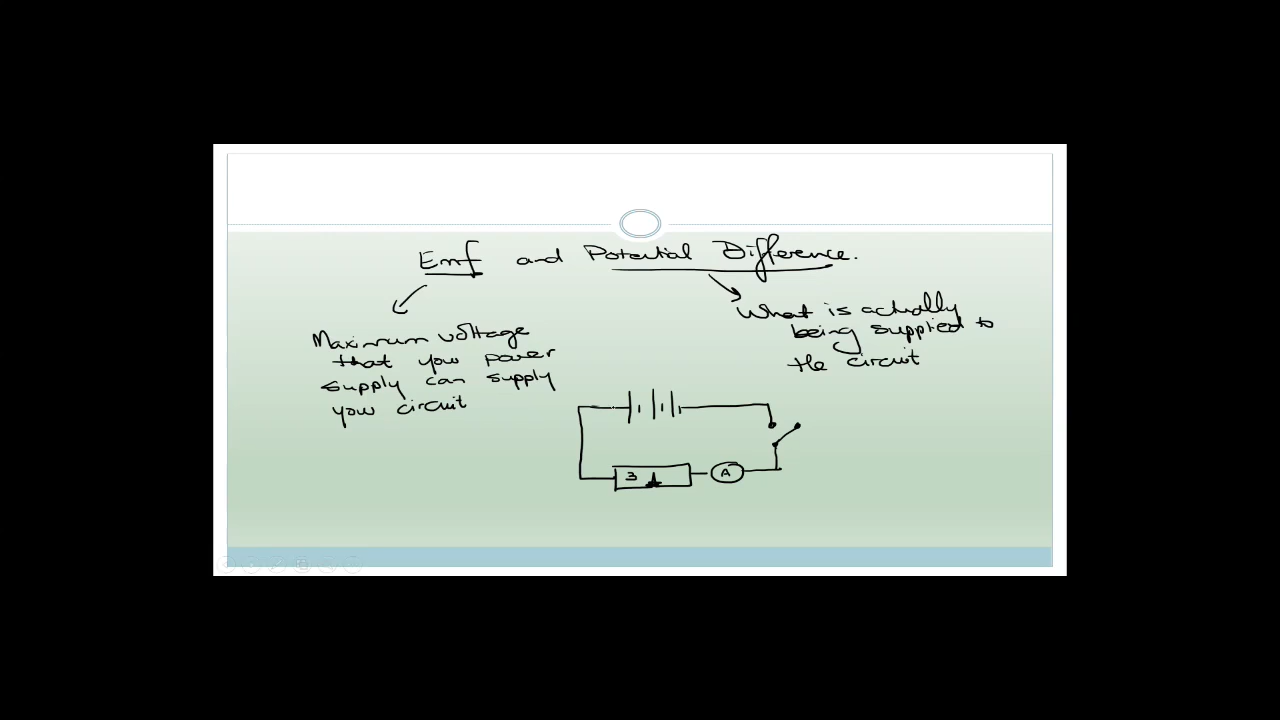 Emf and Potential Difference.
What is actually
being supplied to
the circuit
Maximum voltage
that your power
supply can supply
your circuit
3
A